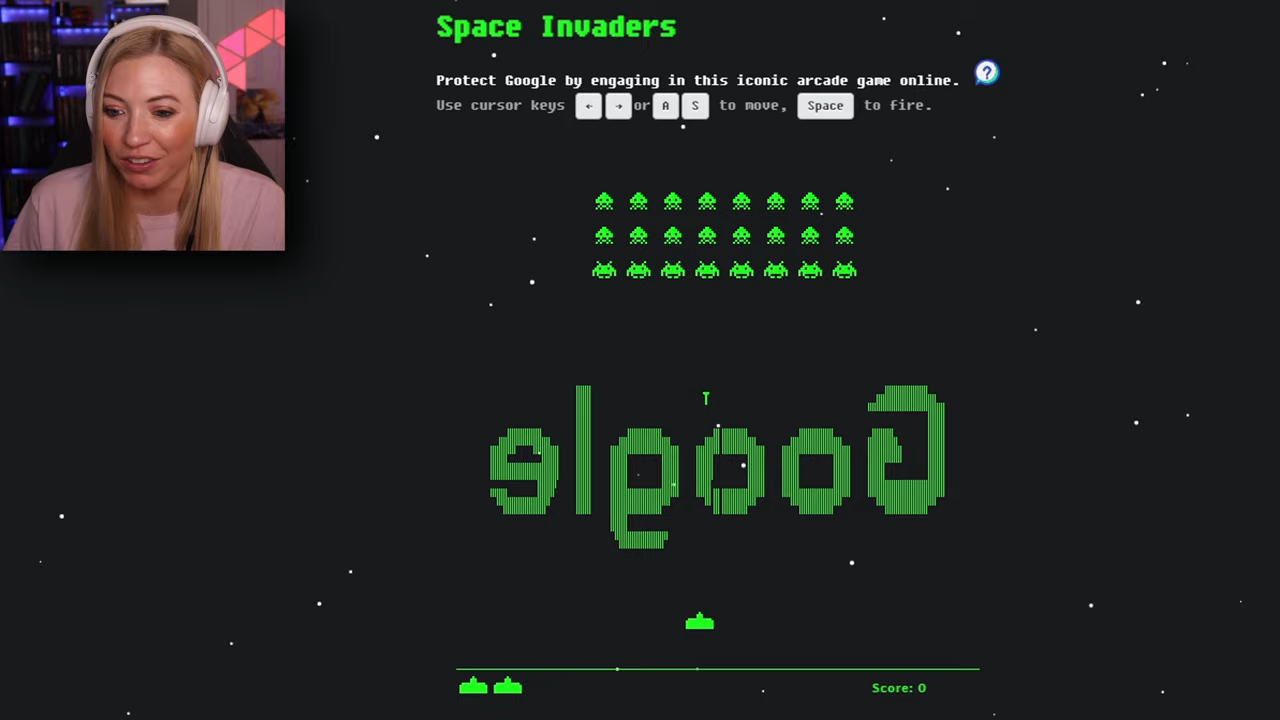 Space Invaders
Protect Google by engaging in this iconic arcade game online. ?
Use cursor keys ← → or A S to move, Space to fire.
Google
Score: 0